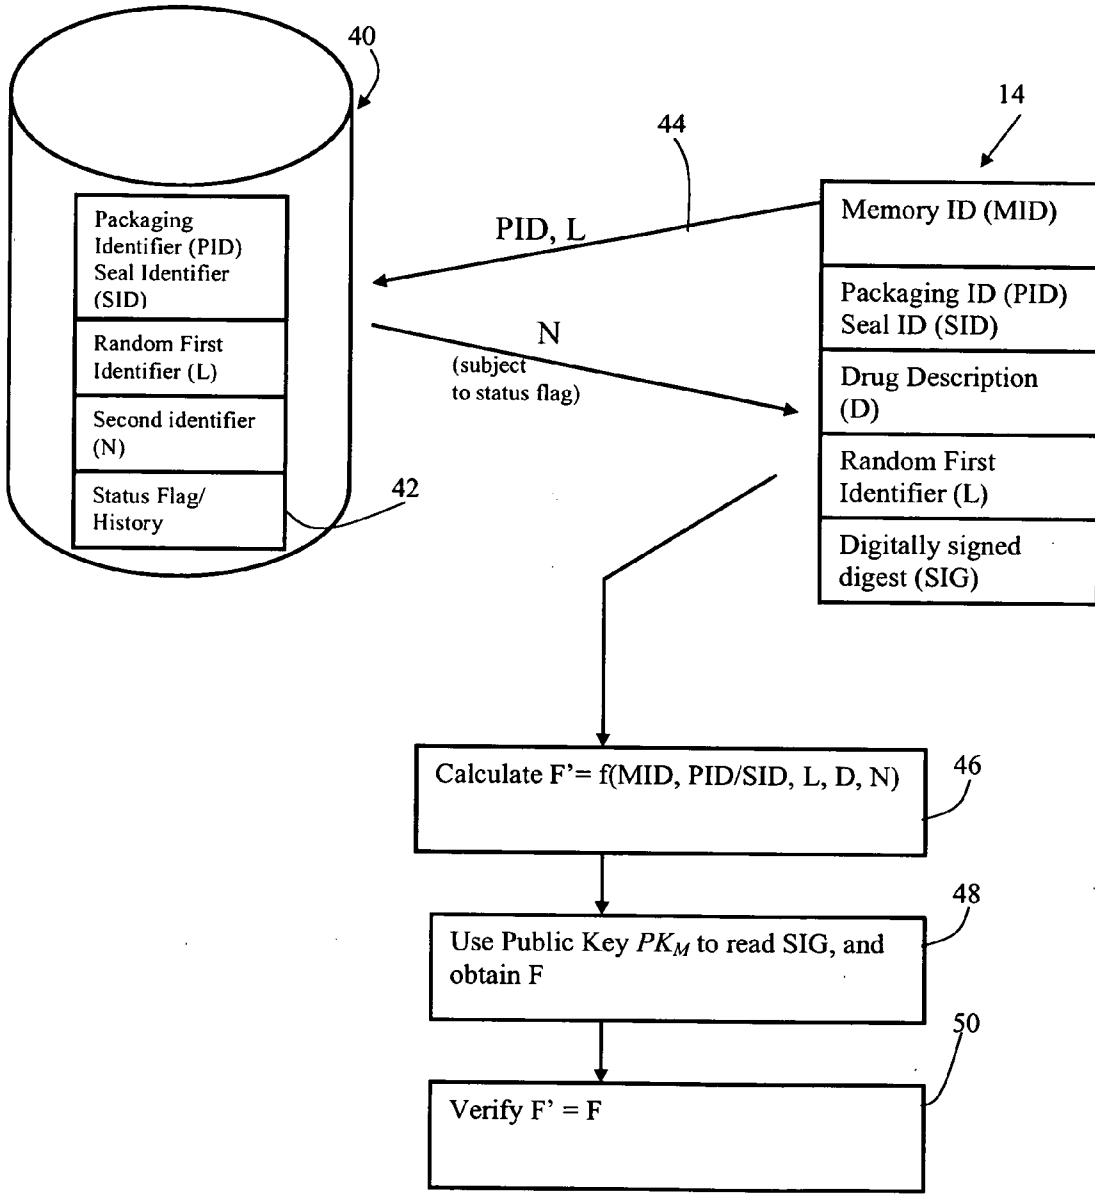 40
14
44
Packaging
Identifier (PID)
Seal Identifier
(SID)
Random First
Identifier (L)
Second identifier
(N)
Status Flag/
History
42
PID, L
N
(subject
to status flag)
Memory ID (MID)
Packaging ID (PID)
Seal ID (SID)
Drug Description
(D)
Random First
Identifier (L)
Digitally signed
digest (SIG)
Calculate F’= f(MID, PID/SID, L, D, N)
46
Use Public Key PK_M to read SIG, and
obtain F
48
Verify F’ = F
50